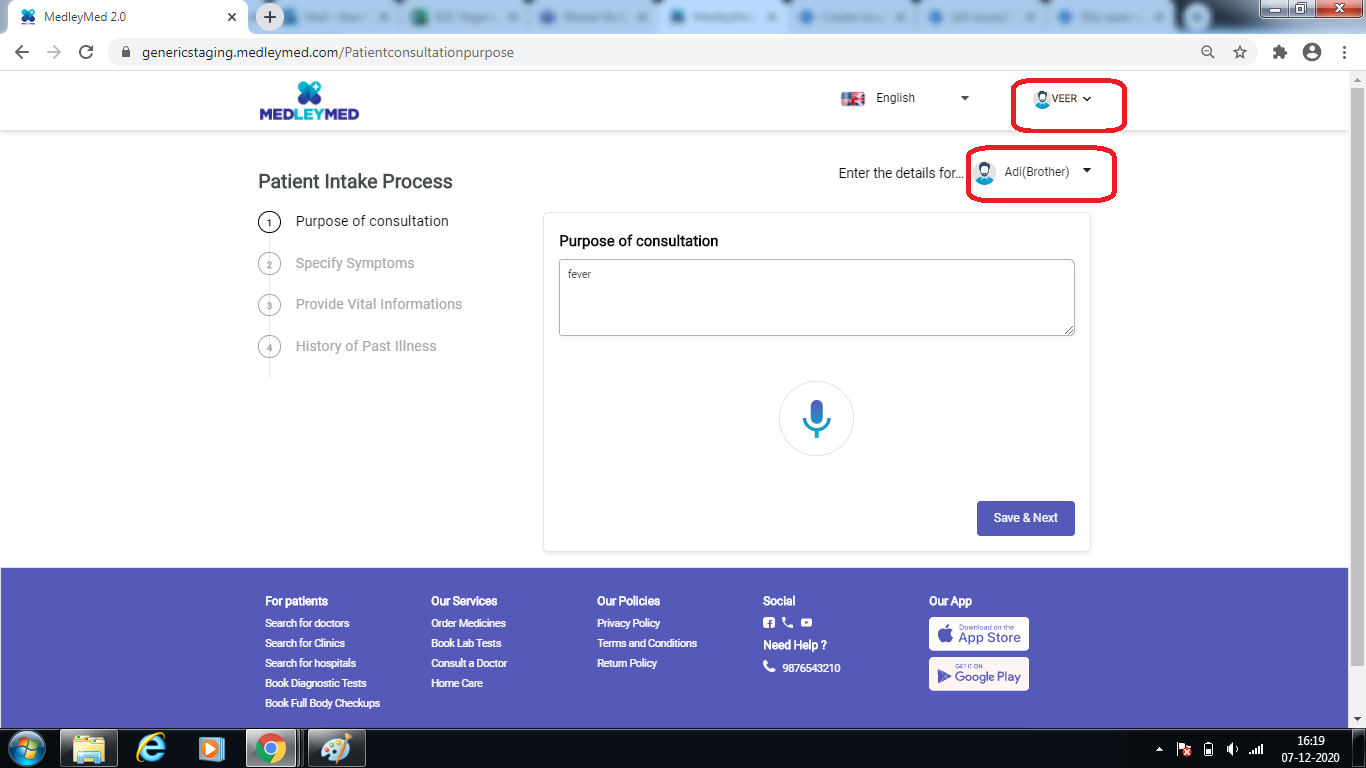 MedleyMed 2.0
genericstaging.medleymed.com/Patientconsultationpurpose
MEDLEYMED
English
VEER
Enter the details for...
Adi(Brother)
Patient Intake Process
1 Purpose of consultation
2 Specify Symptoms
3 Provide Vital Informations
4 History of Past Illness
Purpose of consultation
fever
Save & Next
For patients
Search for doctors
Search for Clinics
Search for hospitals
Book Diagnostic Tests
Book Full Body Checkups
Our Services
Order Medicines
Book Lab Tests
Consult a Doctor
Home Care
Our Policies
Privacy Policy
Terms and Conditions
Return Policy
Social
Need Help ?
9876543210
Our App
Download on the
App Store
GET IT ON
Google Play
16:19
07-12-2020